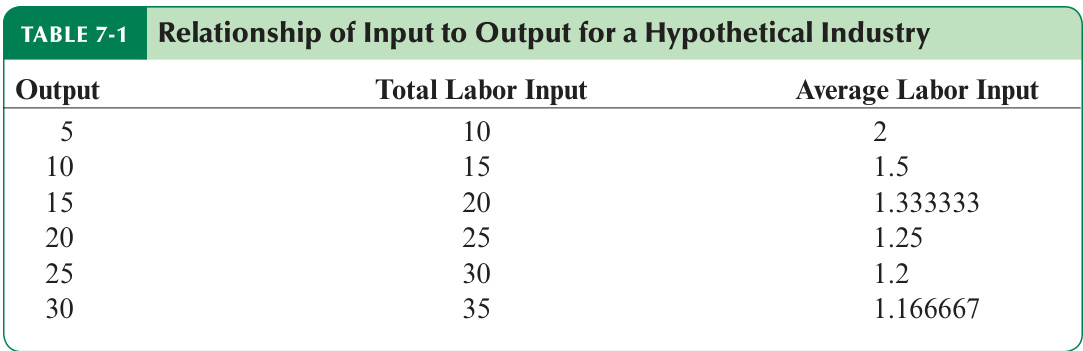 TABLE 7-1 Relationship of Input to Output for a Hypothetical Industry
Output Total Labor Input Average Labor Input
5 10 2
10 15 1.5
15 20 1.333333
20 25 1.25
25 30 1.2
30 35 1.166667